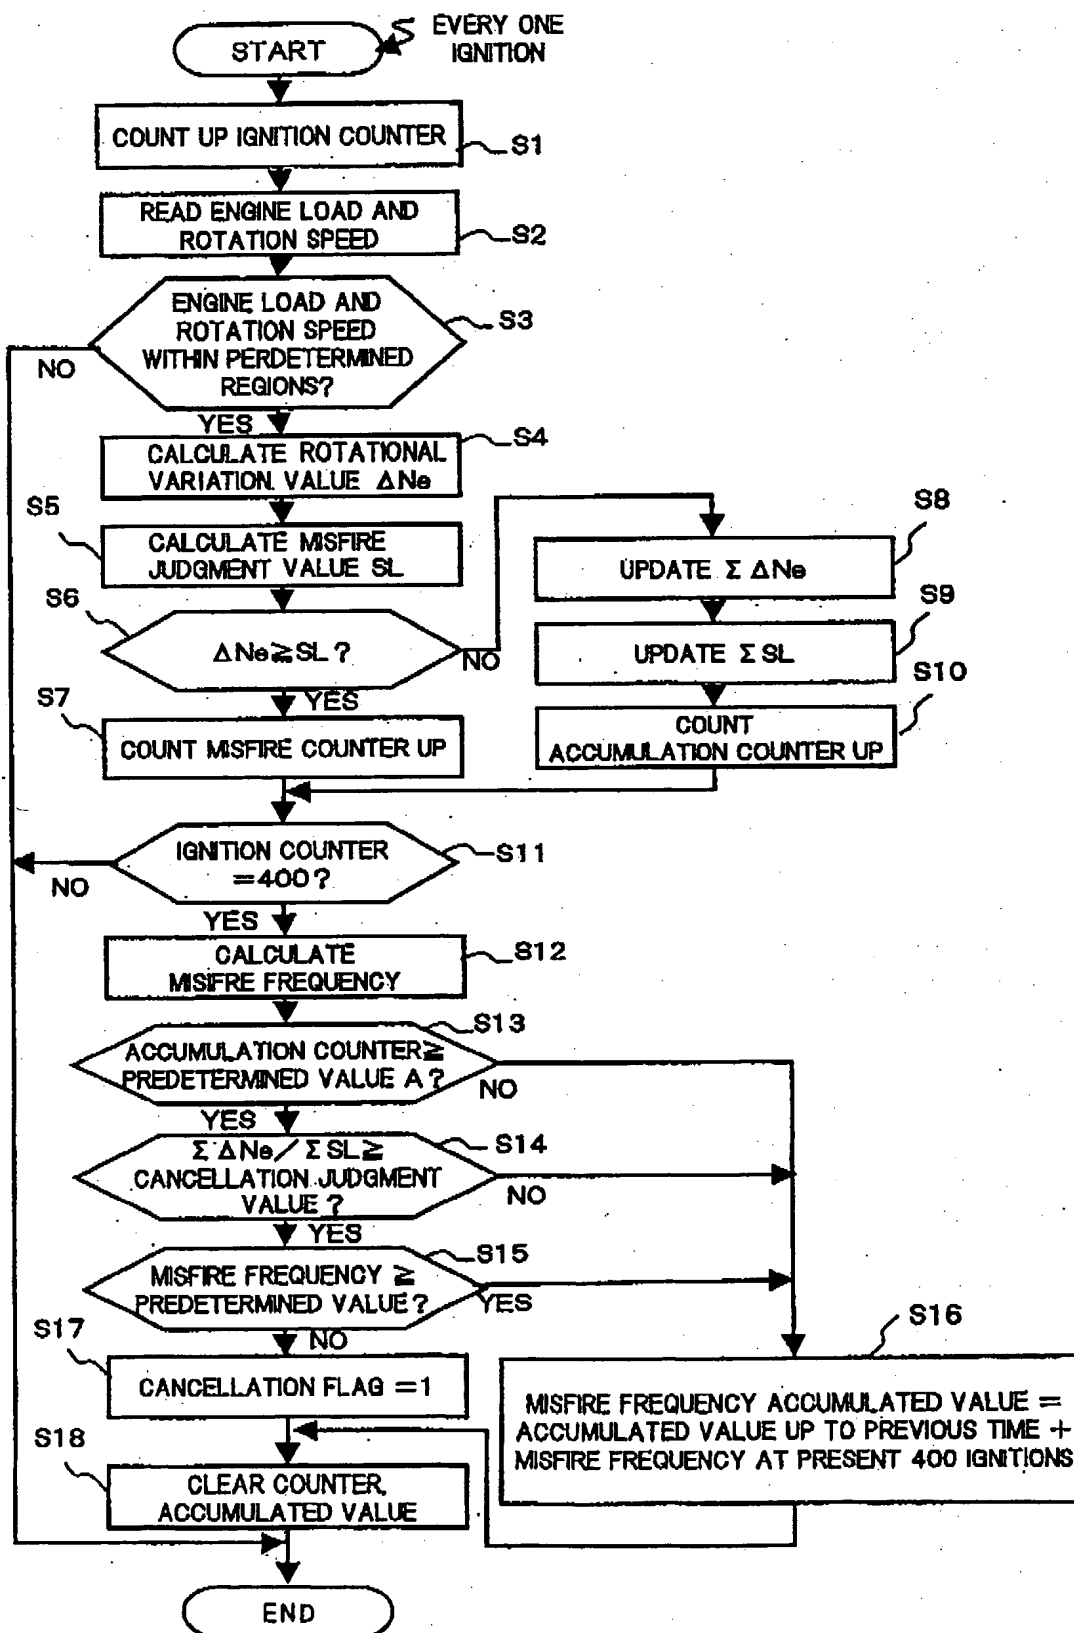 START
EVERY ONE
IGNITION
COUNT UP IGNITION COUNTER
S1
READ ENGINE LOAD AND
ROTATION SPEED
S2
ENGINE LOAD AND
ROTATION SPEED
WITHIN PERDETERMINED
REGIONS?
S3
NO
YES
CALCULATE ROTATIONAL
VARIATION VALUE ΔNe
S4
S5
CALCULATE MISFIRE
JUDGMENT VALUE SL
S6
ΔNe≧SL?
NO
YES
S7
COUNT MISFIRE COUNTER UP
S8
UPDATE Σ ΔNe
S9
UPDATE Σ SL
S10
COUNT
ACCUMULATION COUNTER UP
IGNITION COUNTER
=400?
S11
NO
YES
CALCULATE
MISIFRE FREQUENCY
S12
ACCUMULATION COUNTER≧
PREDETERMINED VALUE A?
S13
NO
YES
Σ ΔNe/ Σ SL≧
CANCELLATION JUDGMENT
VALUE?
S14
NO
YES
MISFIRE FREQUENCY ≧
PREDETERMINED VALUE?
S15
YES
NO
S16
MISFIRE FREQUENCY ACCUMULATED VALUE =
ACCUMULATED VALUE UP TO PREVIOUS TIME +
MISFIRE FREQUENCY AT PRESENT 400 IGNITIONS
S17
CANCELLATION FLAG =1
S18
CLEAR COUNTER,
ACCUMULATED VALUE
END